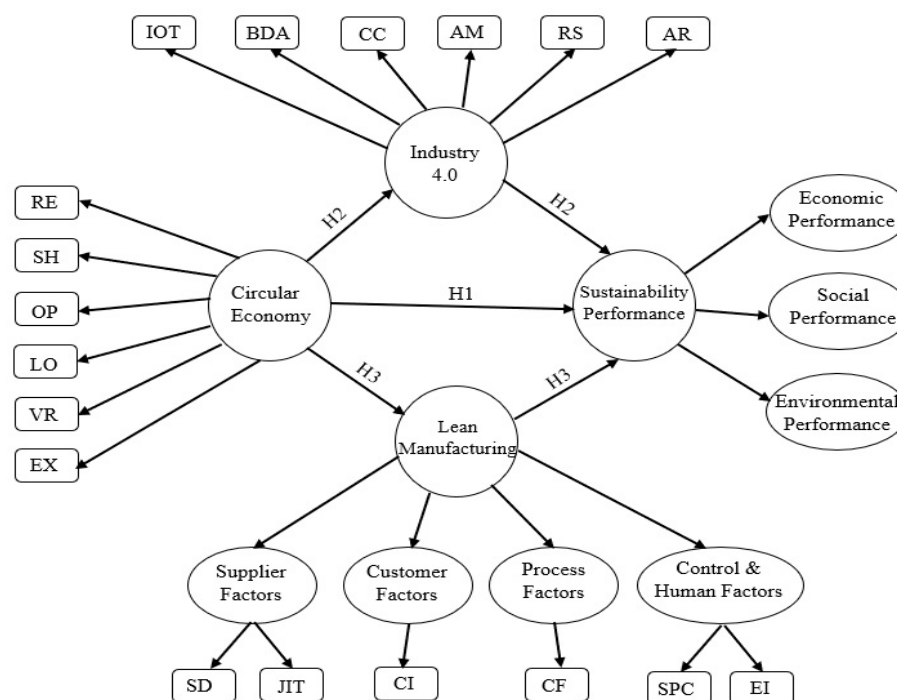 IOT
BDA
CC
AM
RS
AR
Industry
4.0
RE
SH
OP
LO
VR
EX
H2
H2
Circular
Economy
H1
Sustainability
Performance
Economic
Performance
Social
Performance
Environmental
Performance
H3
H3
Lean
Manufacturing
Supplier
Factors
Customer
Factors
Process
Factors
Control &
Human Factors
SD
JIT
CI
CF
SPC
EI